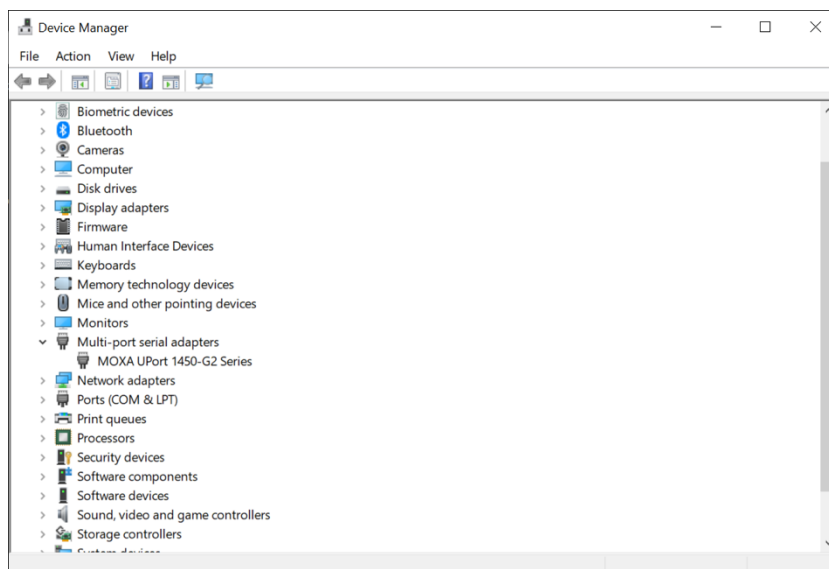 Device Manager
File Action View Help
Biometric devices
Bluetooth
Cameras
Computer
Disk drives
Display adapters
Firmware
Human Interface Devices
Keyboards
Memory technology devices
Mice and other pointing devices
Monitors
Multi-port serial adapters
MOXA UPort 1450-G2 Series
Network adapters
Ports (COM & LPT)
Print queues
Processors
Security devices
Software components
Software devices
Sound, video and game controllers
Storage controllers
System devices